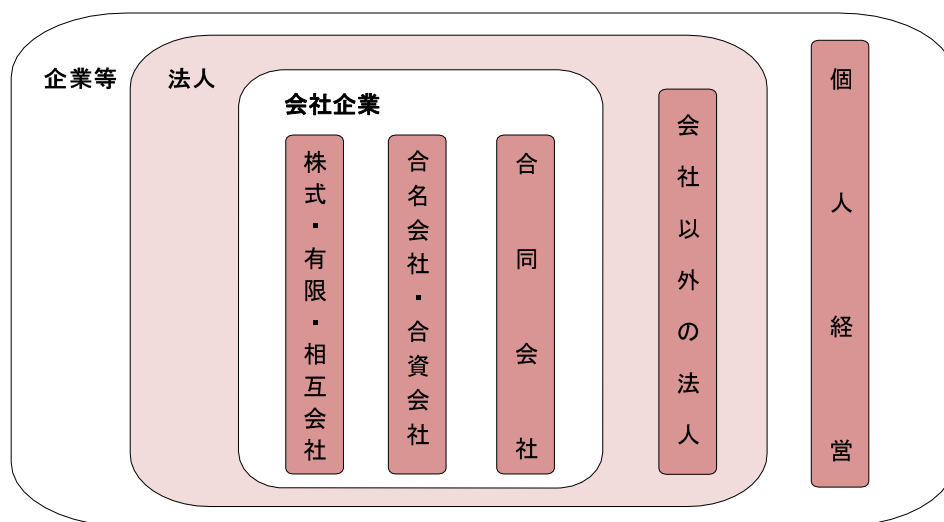 企業等
法人
会社企業
株式・有限・相互会社
合名会社・合資会社
合同会社
会社以外の法人
個人経営